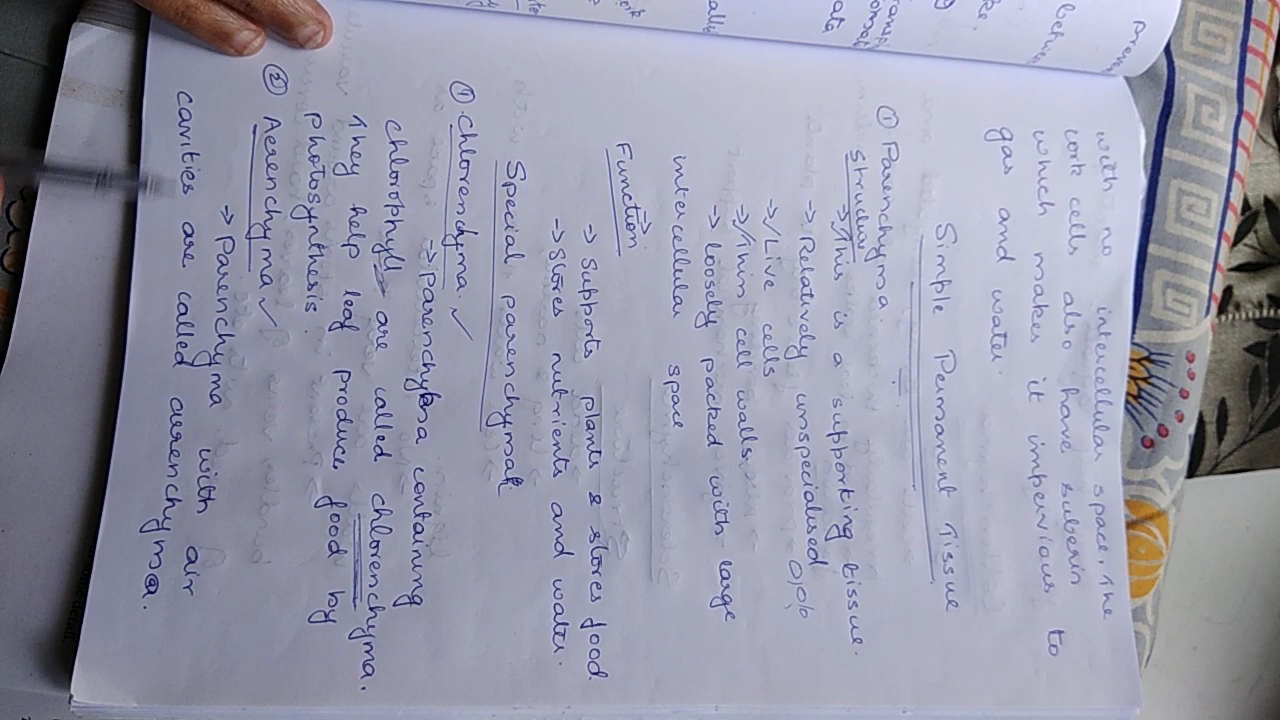 with no intercellular space. The
cork cells also have suberin
which makes it impervious to
gas and water.
Simple Permanent Tissue
① Parenchyma.
Structure
→ This is a supporting tissue.
→ Relatively unspecialised
→ Live cells
→ Thin cell walls
→ loosely packed with large
intercellular space
Function
→ Supports plants & stores food
→ Stores nutrients and water.
Special parenchyma
① Chlorenchyma ✓
→ Parenchyma containing
chlorophyll are called chlorenchyma.
They help leaf produce food by
photosynthesis.
② Aerenchyma ✓
→ Parenchyma with air
cavities are called aerenchyma.